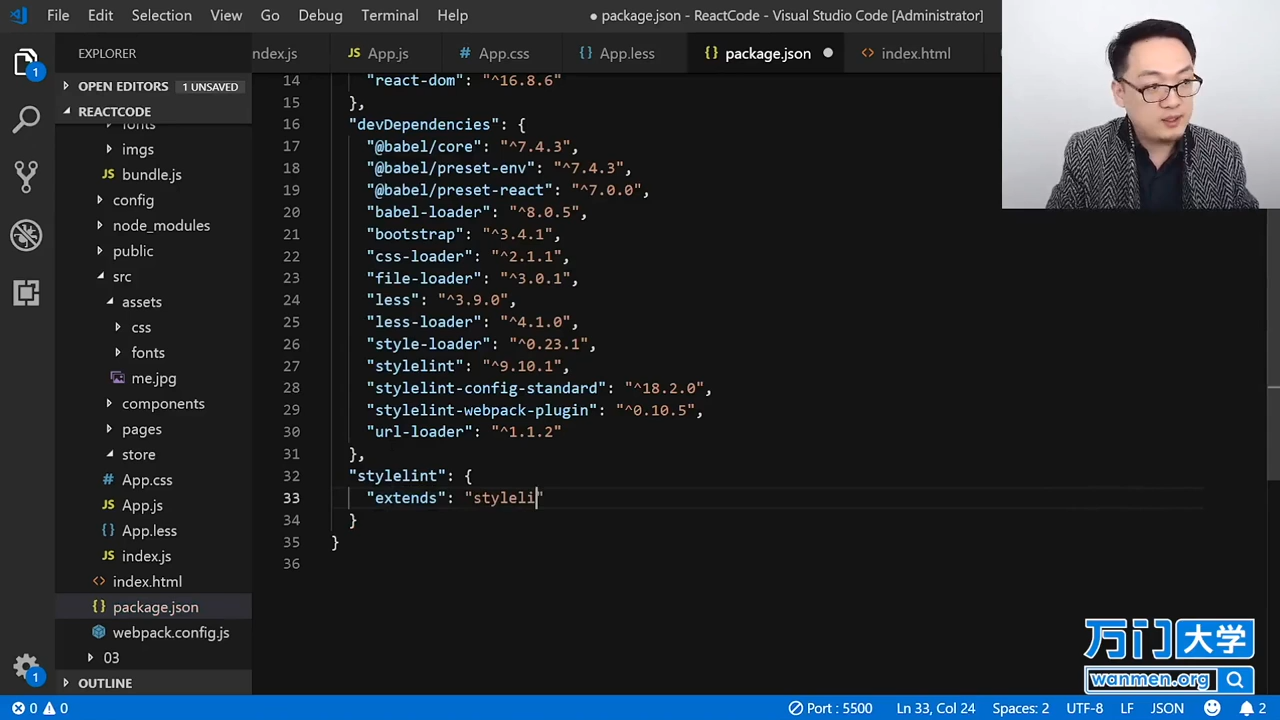 File Edit Selection View Go Debug Terminal Help
● package.json - ReactCode - Visual Studio Code [Administrator]
EXPLORER
ndex.js
JS App.js
# App.css
{} App.less
{} package.json ●
<> index.html
OPEN EDITORS 1 UNSAVED
REACTCODE
fonts
imgs
bundle.js
config
node_modules
public
src
assets
css
fonts
me.jpg
components
pages
store
# App.css
JS App.js
{} App.less
JS index.js
<> index.html
{} package.json
webpack.config.js
03
OUTLINE
1
1
14 "react-dom": "^16.8.6"
15 },
16 "devDependencies": {
17 "@babel/core": "^7.4.3",
18 "@babel/preset-env": "^7.4.3",
19 "@babel/preset-react": "^7.0.0",
20 "babel-loader": "^8.0.5",
21 "bootstrap": "^3.4.1",
22 "css-loader": "^2.1.1",
23 "file-loader": "^3.0.1",
24 "less": "^3.9.0",
25 "less-loader": "^4.1.0",
26 "style-loader": "^0.23.1",
27 "stylelint": "^9.10.1",
28 "stylelint-config-standard": "^18.2.0",
29 "stylelint-webpack-plugin": "^0.10.5",
30 "url-loader": "^1.1.2"
31 },
32 "stylelint": {
33 "extends": "styleli"
34 }
35 }
36
万门大学
wanmen.org
0 0 Port : 5500 Ln 33, Col 24 Spaces: 2 UTF-8 LF JSON 2